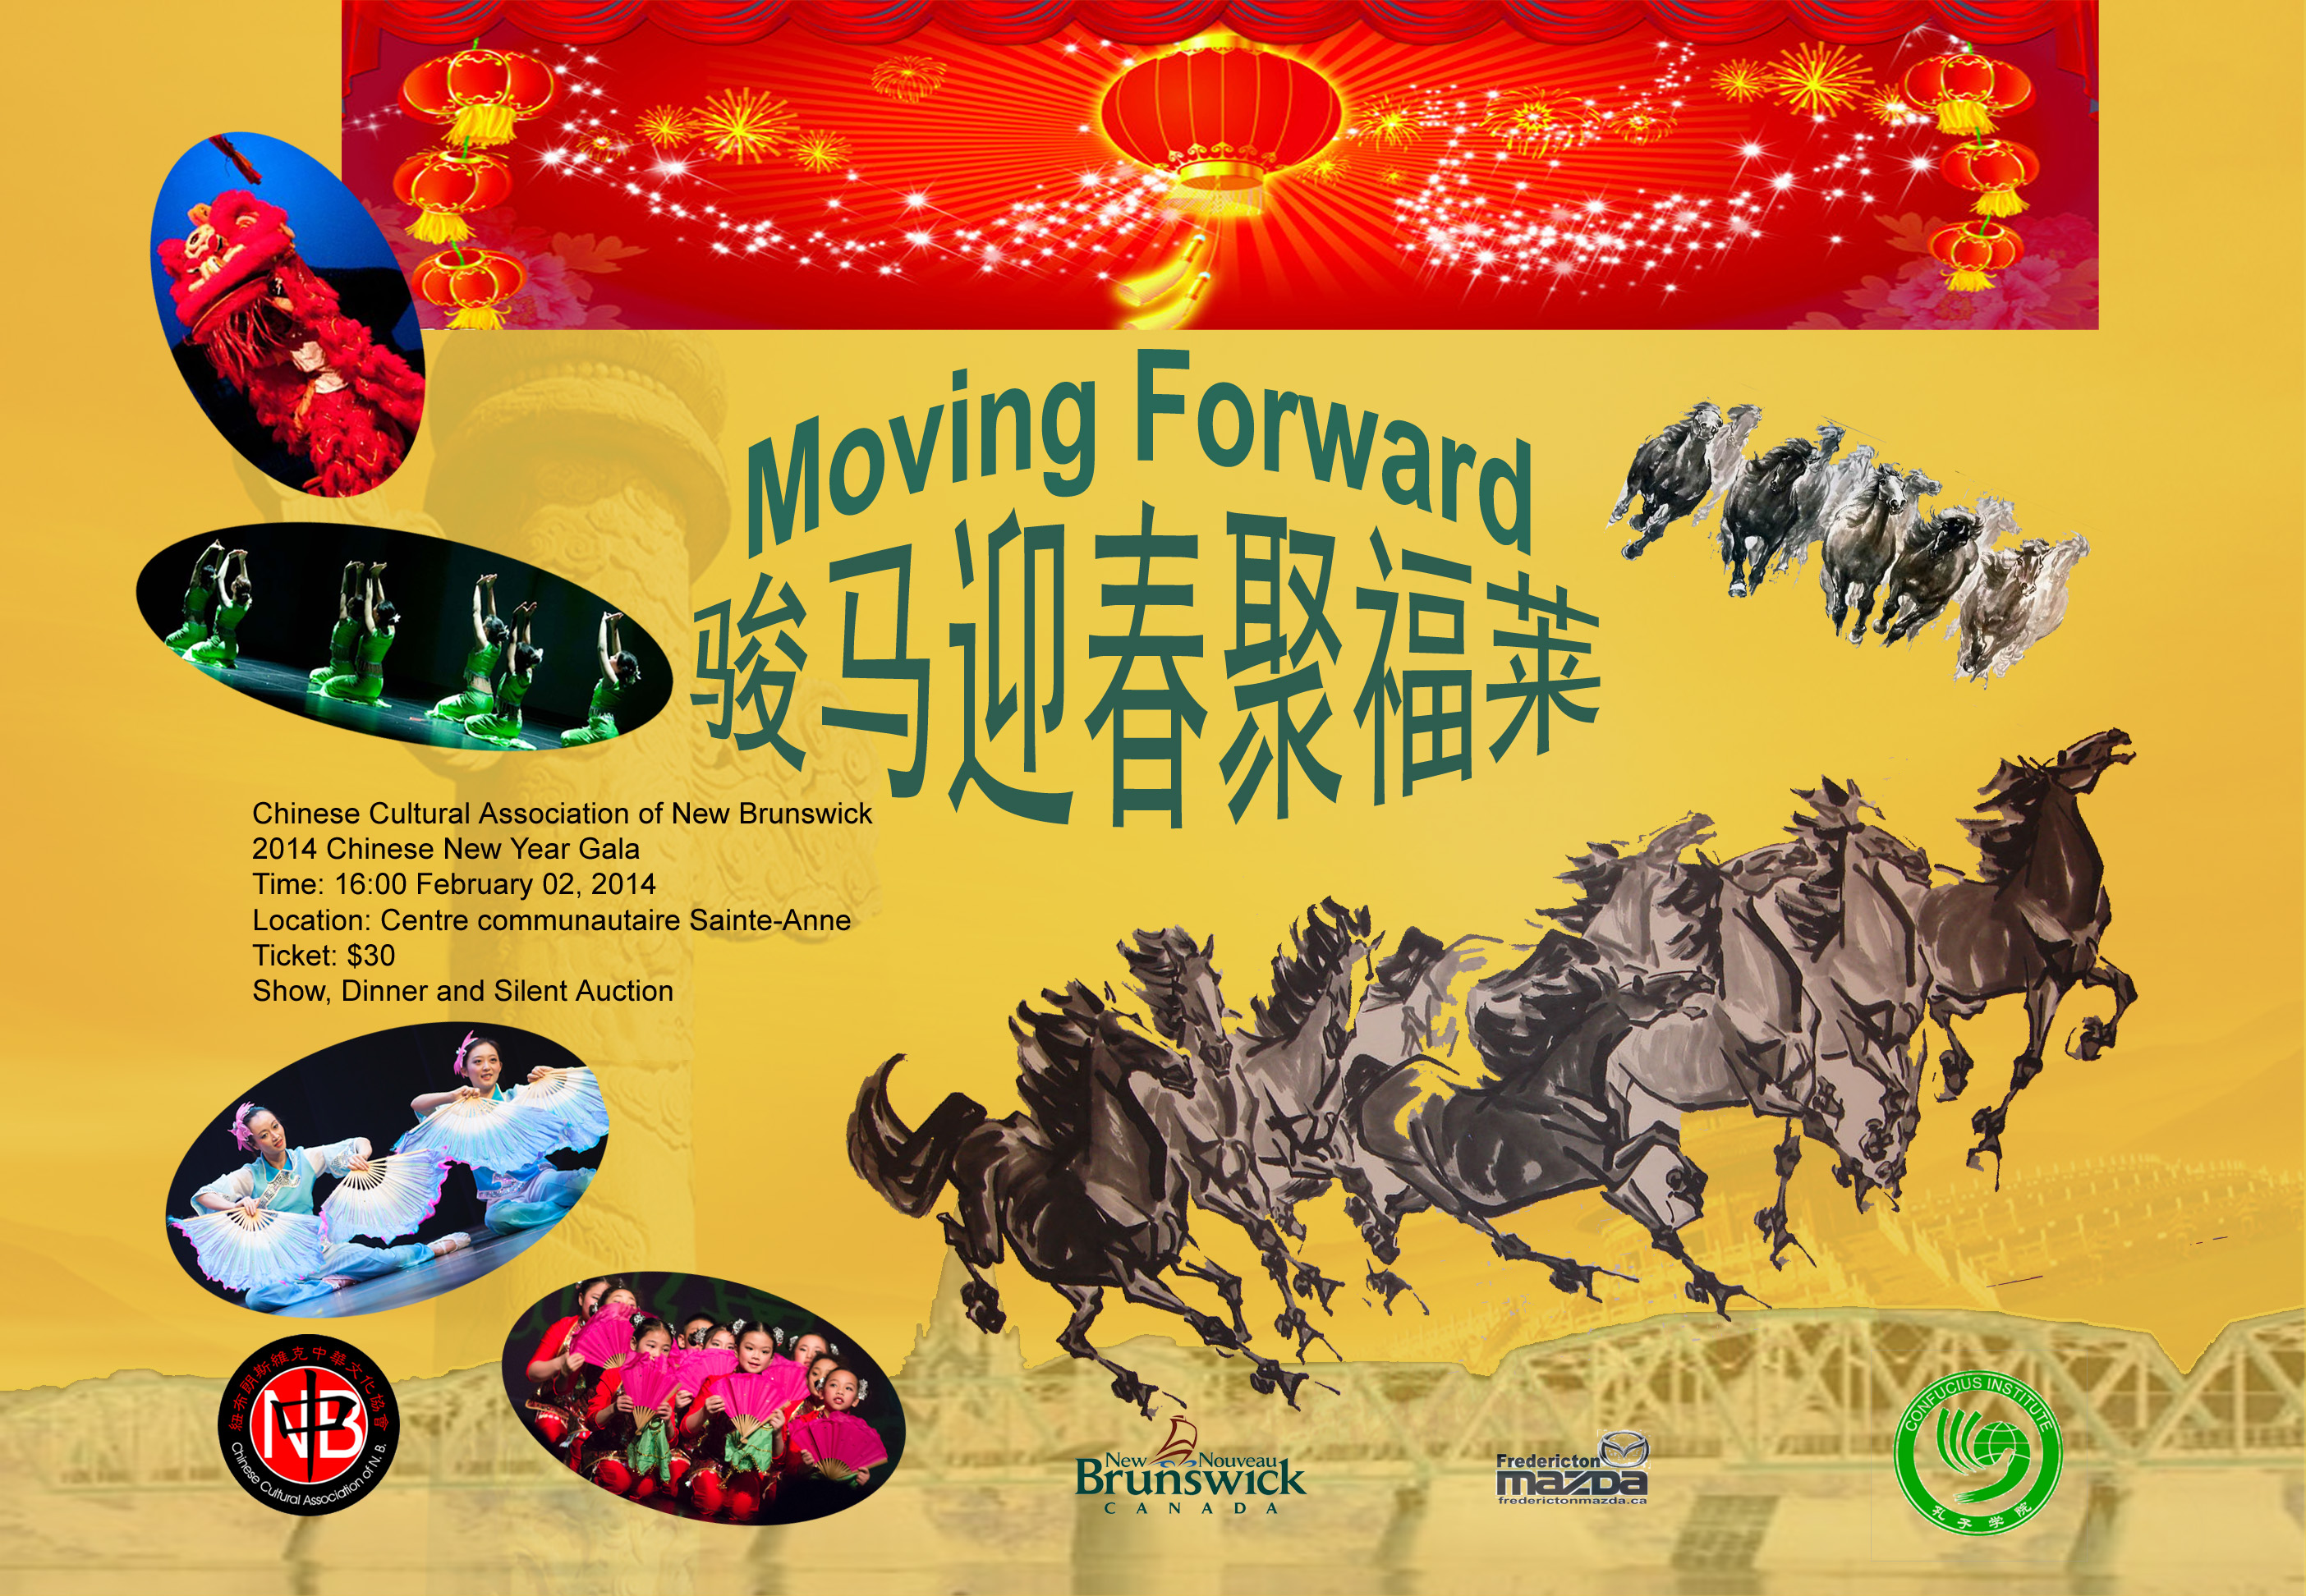 Moving Forward
骏马迎春聚福莱
Chinese Cultural Association of New Brunswick
2014 Chinese New Year Gala
Time: 16:00 February 02, 2014
Location: Centre communautaire Sainte-Anne
Ticket: $30
Show, Dinner and Silent Auction
紐布朗斯維克中華文化協會
N中B
Chinese Cultural Association of N. B.
New Nouveau
Brunswick
CANADA
Fredericton
mazda
frederictonmazda.ca
CONFUCIUS INSTITUTE
孔子学院